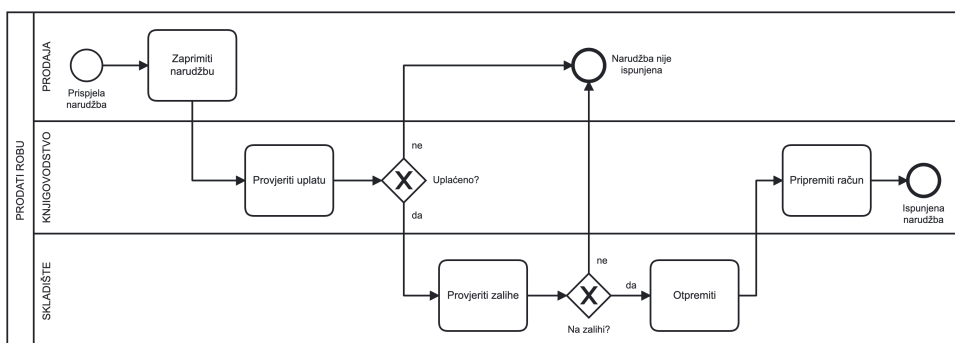 PRODATI ROBU
PRODAJA
Prispjela
narudžba
Zaprimiti
narudžbu
Narudžba nije
ispunjena
KNJIGOVODSTVO
Provjeriti uplatu
ne
Uplaćeno?
da
Pripremiti račun
Ispunjena
narudžba
SKLADIŠTE
Provjeriti zalihe
ne
Na zalihi?
da
Otpremiti